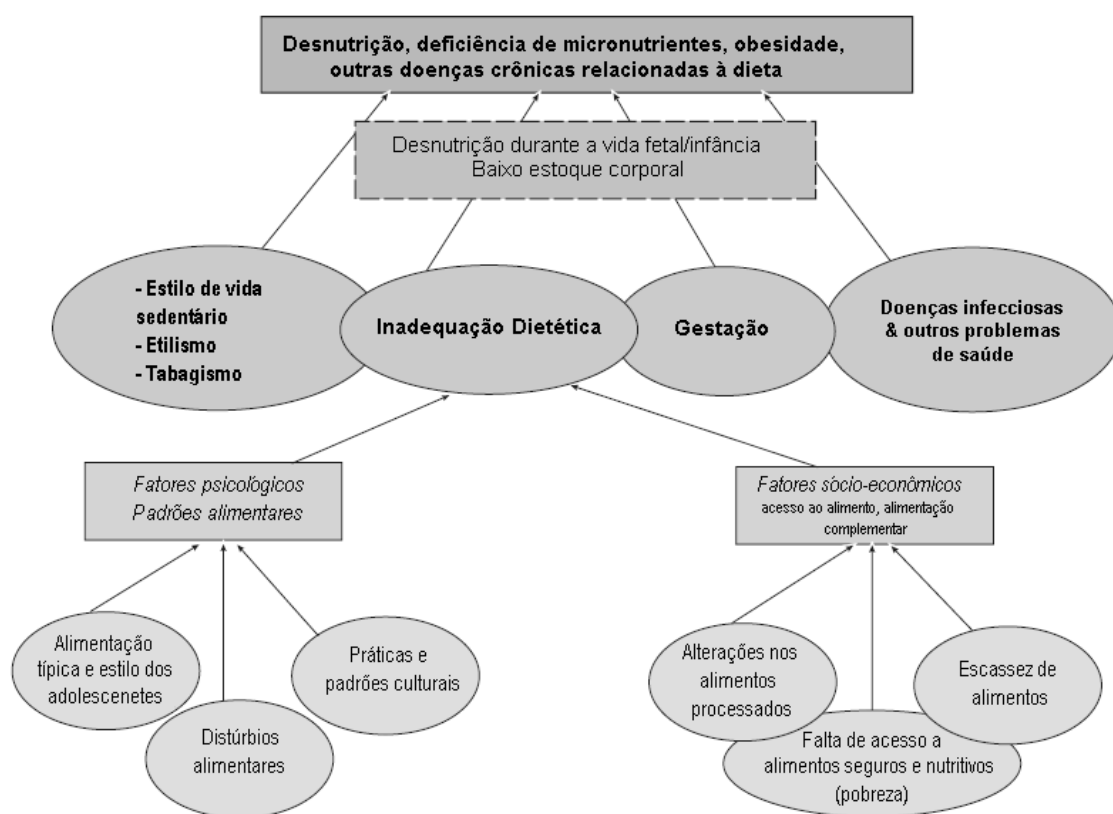 Desnutrição, deficiência de micronutrientes, obesidade,
outras doenças crônicas relacionadas à dieta
Desnutrição durante a vida fetal/infância
Baixo estoque corporal
- Estilo de vida
sedentário
- Etilismo
- Tabagismo
Inadequação Dietética
Gestação
Doenças infecciosas
& outros problemas
de saúde
Fatores psicológicos
Padrões alimentares
Fatores sócio-econômicos
acesso ao alimento, alimentação
complementar
Alimentação
típica e estilo dos
adolescenetes
Distúrbios
alimentares
Práticas e
padrões culturais
Alterações nos
alimentos
processados
Falta de acesso a
alimentos seguros e nutritivos
(pobreza)
Escassez de
alimentos